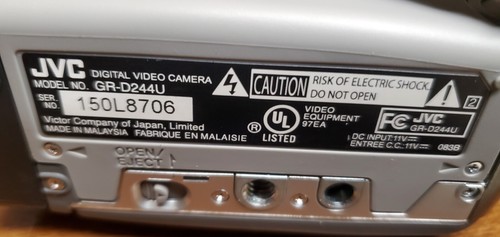 JVC DIGITAL VIDEO CAMERA
MODEL NO. GR-D244U
SER. NO. 150L8706
Victor Company of Japan, Limited
MADE IN MALAYSIA FABRIQUE EN MALAISIE
CAUTION RISK OF ELECTRIC SHOCK.
DO NOT OPEN
UL ® LISTED
VIDEO
EQUIPMENT
97EA
FC JVC
GR-D244U
DC INPUT: 11V
ENTREE C.C.: 11V 083B
OPEN/
EJECT